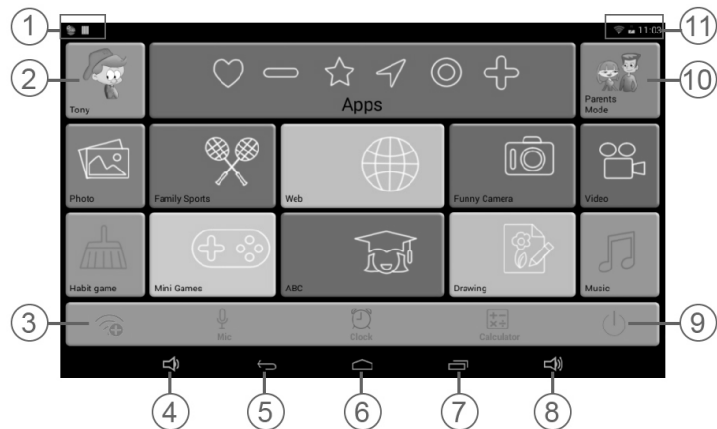 1
11
11:03
2
10
Tony
Apps
Parents
Mode
Photo
Family Sports
Web
Funny Camera
Video
Habit game
Mini Games
ABC
Drawing
Music
3
9
Mic
Clock
Calculator
4
5
6
7
8